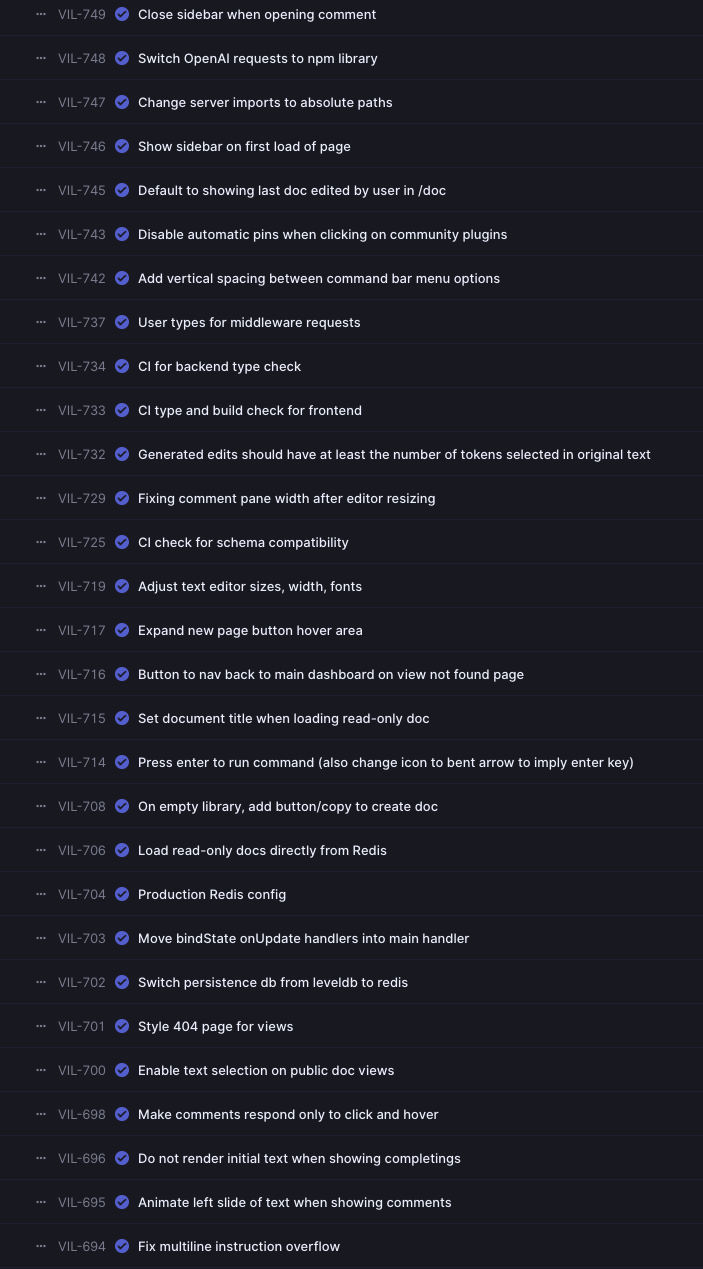 VIL-749 Close sidebar when opening comment
VIL-748 Switch OpenAI requests to npm library
VIL-747 Change server imports to absolute paths
VIL-746 Show sidebar on first load of page
VIL-745 Default to showing last doc edited by user in /doc
VIL-743 Disable automatic pins when clicking on community plugins
VIL-742 Add vertical spacing between command bar menu options
VIL-737 User types for middleware requests
VIL-734 CI for backend type check
VIL-733 CI type and build check for frontend
VIL-732 Generated edits should have at least the number of tokens selected in original text
VIL-729 Fixing comment pane width after editor resizing
VIL-725 CI check for schema compatibility
VIL-719 Adjust text editor sizes, width, fonts
VIL-717 Expand new page button hover area
VIL-716 Button to nav back to main dashboard on view not found page
VIL-715 Set document title when loading read-only doc
VIL-714 Press enter to run command (also change icon to bent arrow to imply enter key)
VIL-708 On empty library, add button/copy to create doc
VIL-706 Load read-only docs directly from Redis
VIL-704 Production Redis config
VIL-703 Move bindState onUpdate handlers into main handler
VIL-702 Switch persistence db from leveldb to redis
VIL-701 Style 404 page for views
VIL-700 Enable text selection on public doc views
VIL-698 Make comments respond only to click and hover
VIL-696 Do not render initial text when showing completings
VIL-695 Animate left slide of text when showing comments
VIL-694 Fix multiline instruction overflow